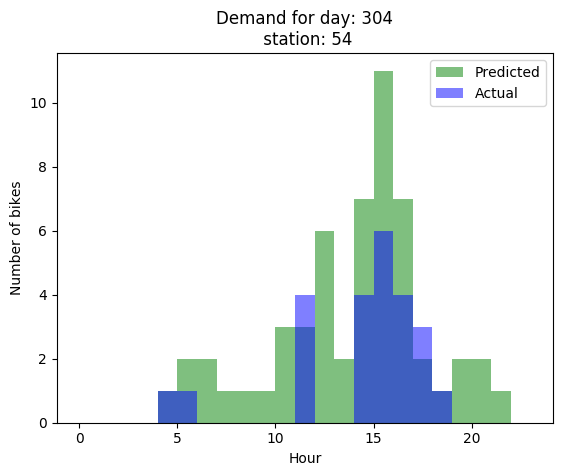 Demand for day: 304
station: 54
Predicted
Actual
Number of bikes
10
8
6
4
2
0
0 5 10 15 20
Hour